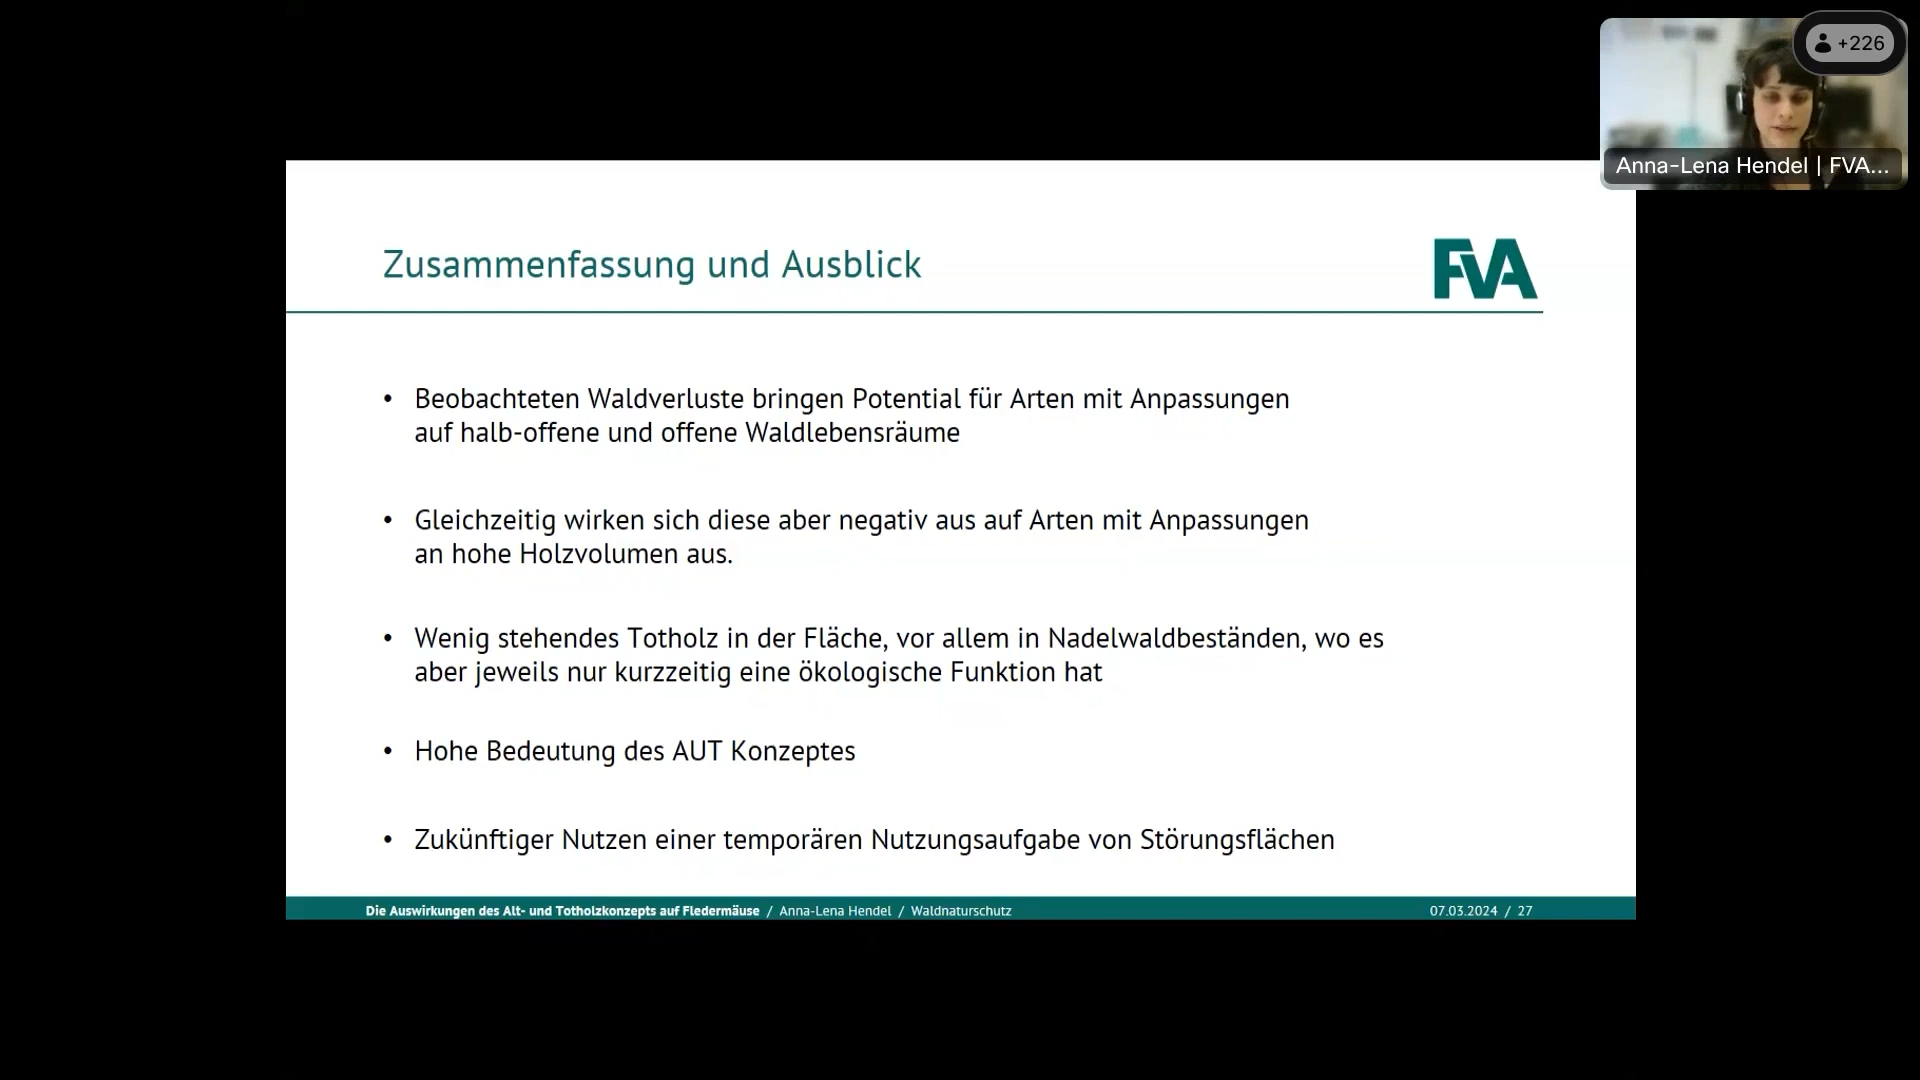 +226
Anna-Lena Hendel | FVA...
Zusammenfassung und Ausblick
FVA
• Beobachteten Waldverluste bringen Potential für Arten mit Anpassungen
auf halb-offene und offene Waldlebensräume
• Gleichzeitig wirken sich diese aber negativ aus auf Arten mit Anpassungen
an hohe Holzvolumen aus.
• Wenig stehendes Totholz in der Fläche, vor allem in Nadelwaldbeständen, wo es
aber jeweils nur kurzzeitig eine ökologische Funktion hat
• Hohe Bedeutung des AUT Konzeptes
• Zukünftiger Nutzen einer temporären Nutzungsaufgabe von Störungsflächen
Die Auswirkungen des Alt- und Totholzkonzepts auf Fledermäuse / Anna-Lena Hendel / Waldnaturschutz 07.03.2024 / 27